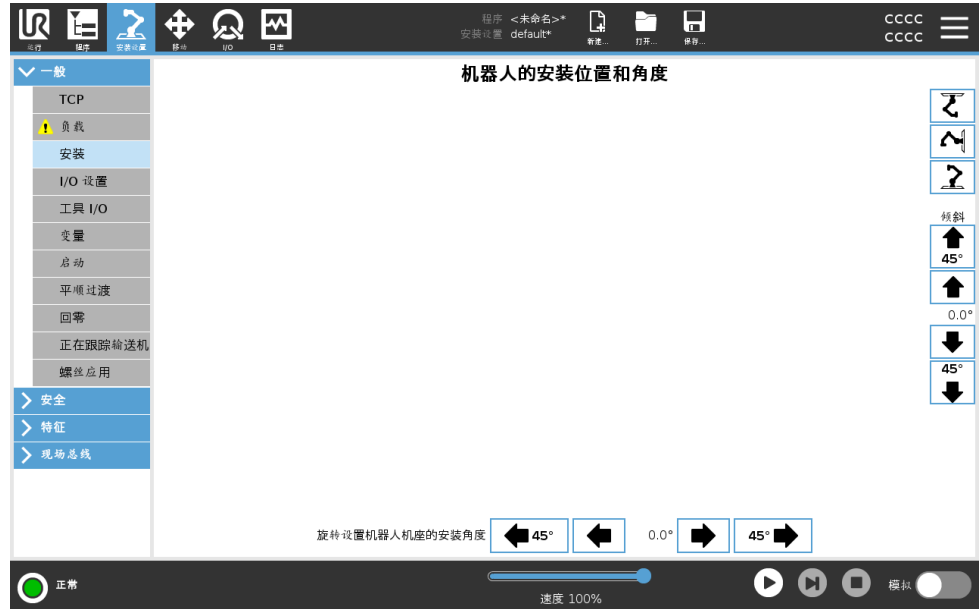 UR
运行
程序
安装设置
移动
I/O
日志
程序 <未命名>*
安装设置 default*
新建...
打开...
保存...
cccc
cccc
一般
TCP
负载
安装
I/O 设置
工具 I/O
变量
启动
平顺过渡
回零
正在跟踪输送机
螺丝应用
安全
特征
现场总线
机器人的安装位置和角度
倾斜
45°
0.0°
45°
旋转设置机器人机座的安装角度 45° 0.0° 45°
正常
速度 100%
模拟